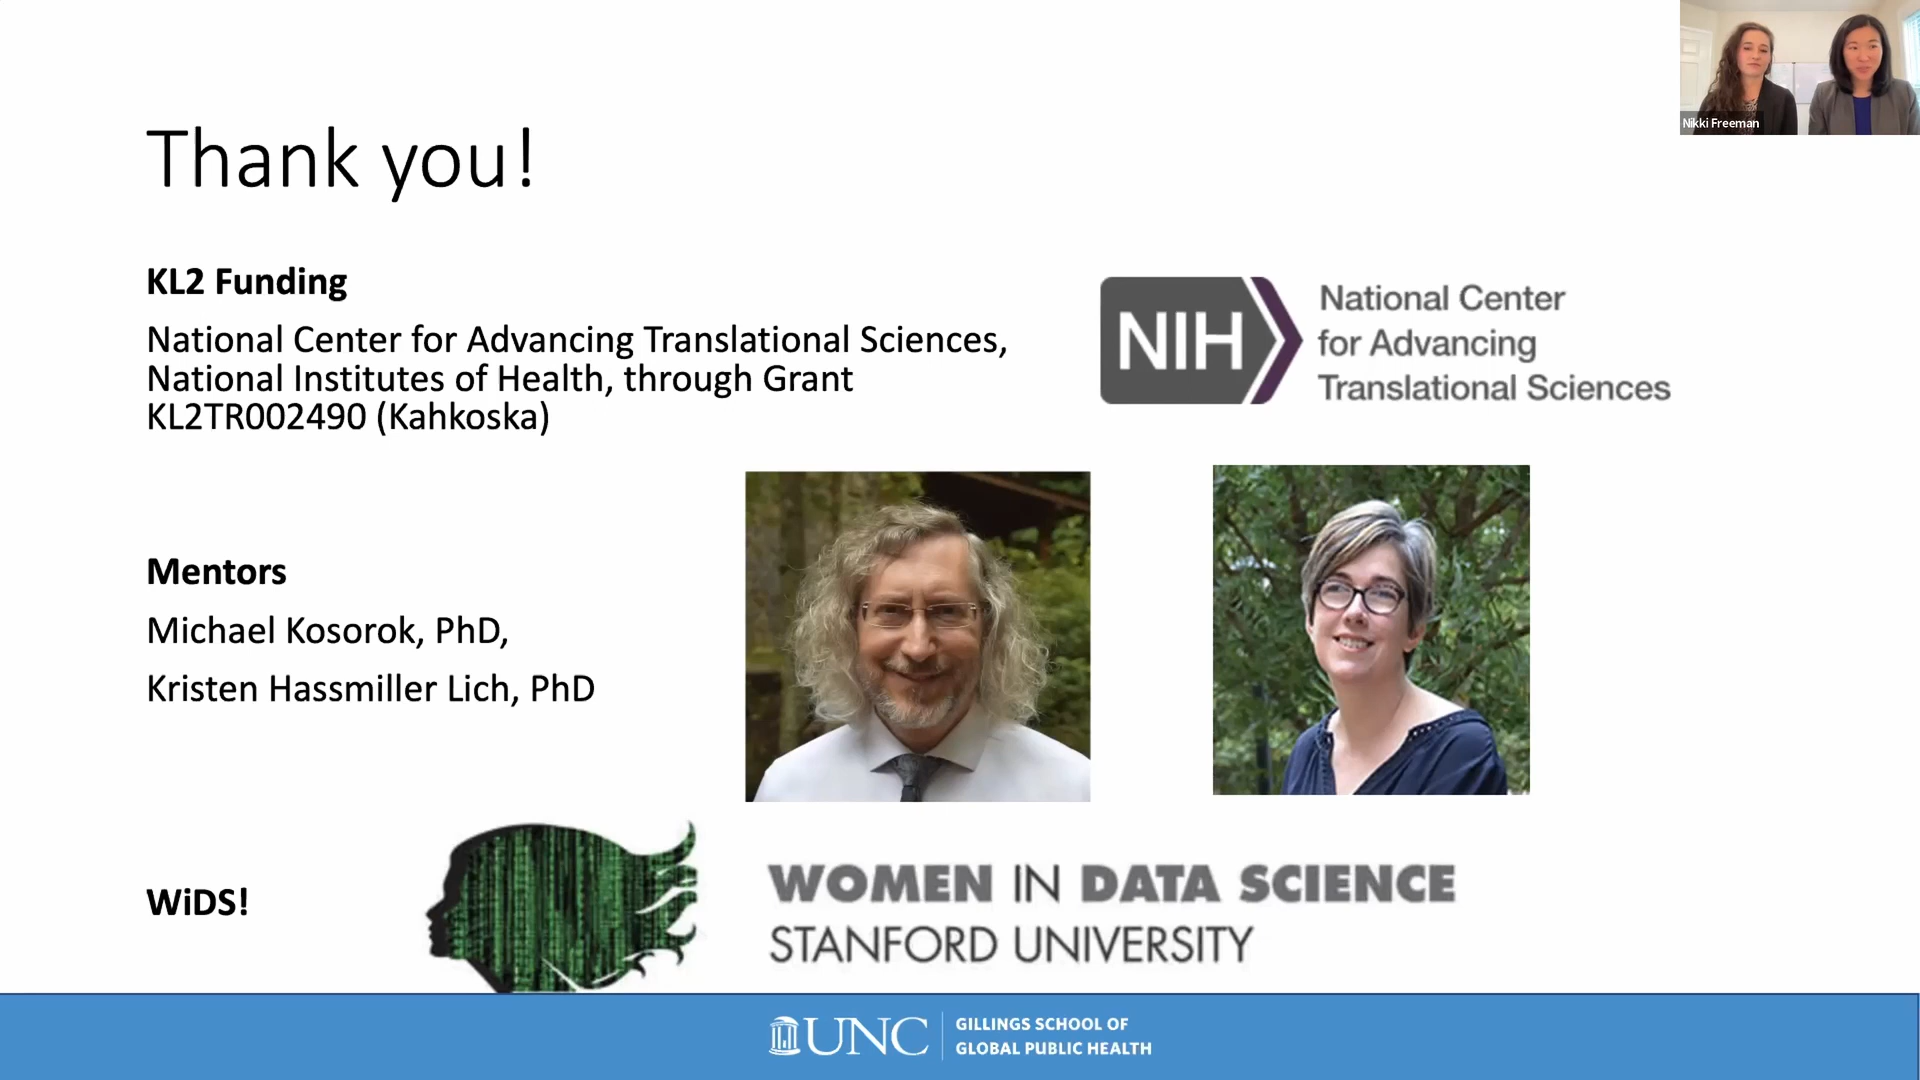 Nikki Freeman
Thank you!
KL2 Funding
National Center for Advancing Translational Sciences,
National Institutes of Health, through Grant
KL2TR002490 (Kahkoska)
NIH
National Center
for Advancing
Translational Sciences
Mentors
Michael Kosorok, PhD,
Kristen Hassmiller Lich, PhD
WiDS!
WOMEN IN DATA SCIENCE
STANFORD UNIVERSITY
UNC
GILLINGS SCHOOL OF
GLOBAL PUBLIC HEALTH